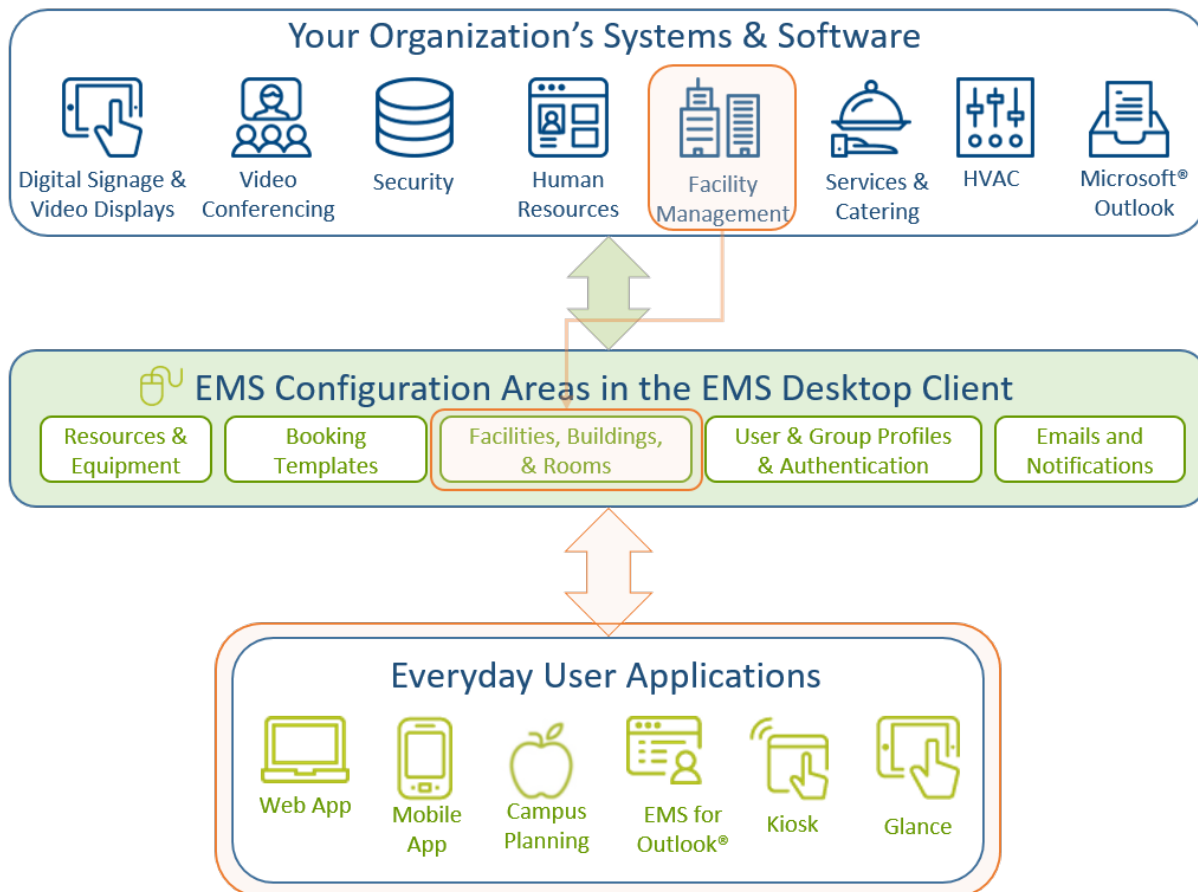 Your Organization's Systems & Software
Digital Signage &
Video Displays
Video
Conferencing
Security
Human
Resources
Facility
Management
Services &
Catering
HVAC
Microsoft®
Outlook
EMS Configuration Areas in the EMS Desktop Client
Resources &
Equipment
Booking
Templates
Facilities, Buildings,
& Rooms
User & Group Profiles
& Authentication
Emails and
Notifications
Everyday User Applications
Web App
Mobile
App
Campus
Planning
EMS for
Outlook®
Kiosk
Glance